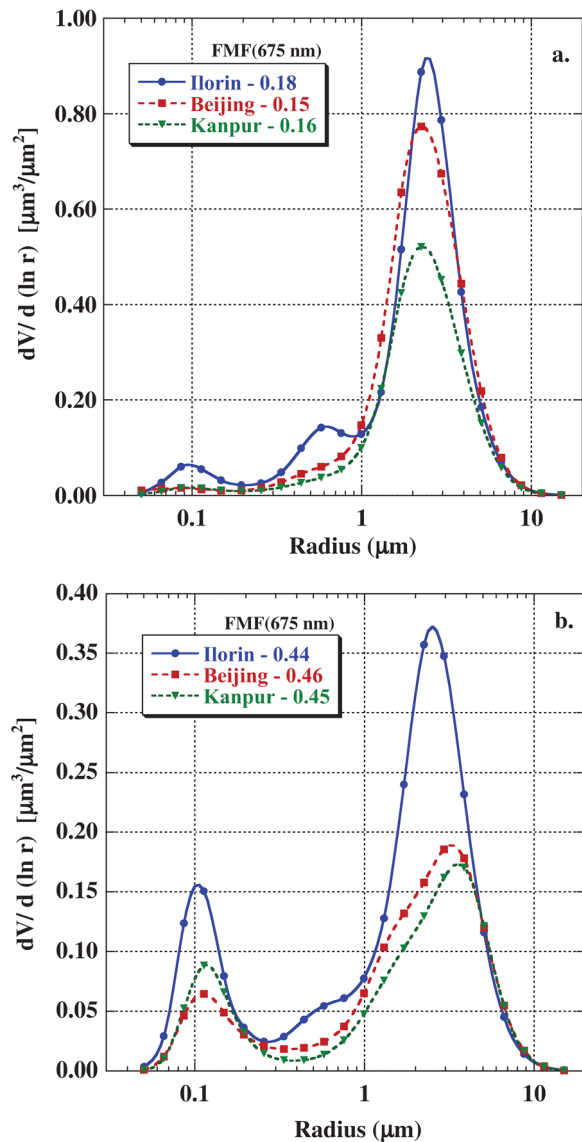 a.
FMF(675 nm)
Ilorin - 0.18
Beijing - 0.15
Kanpur - 0.16
1.00
0.80
0.60
0.40
0.20
0.00
dV/ d (ln r) [μm³/μm²]
0.1 1 10
Radius (μm)
b.
FMF(675 nm)
Ilorin - 0.44
Beijing - 0.46
Kanpur - 0.45
0.40
0.35
0.30
0.25
0.20
0.15
0.10
0.05
0.00
dV/ d (ln r) [μm³/μm²]
0.1 1 10
Radius (μm)